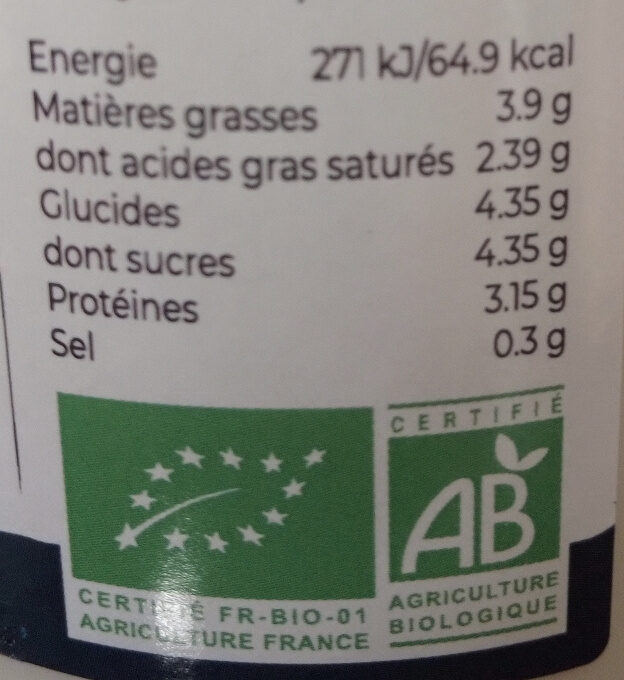 Energie 271 kJ/64.9 kcal
Matières grasses 3.9 g
dont acides gras saturés 2.39 g
Glucides 4.35 g
dont sucres 4.35 g
Protéines 3.15 g
Sel 0.3 g
CERTIFIÉ
AB
AGRICULTURE
BIOLOGIQUE
CERTIFIÉ FR-BIO-01
AGRICULTURE FRANCE